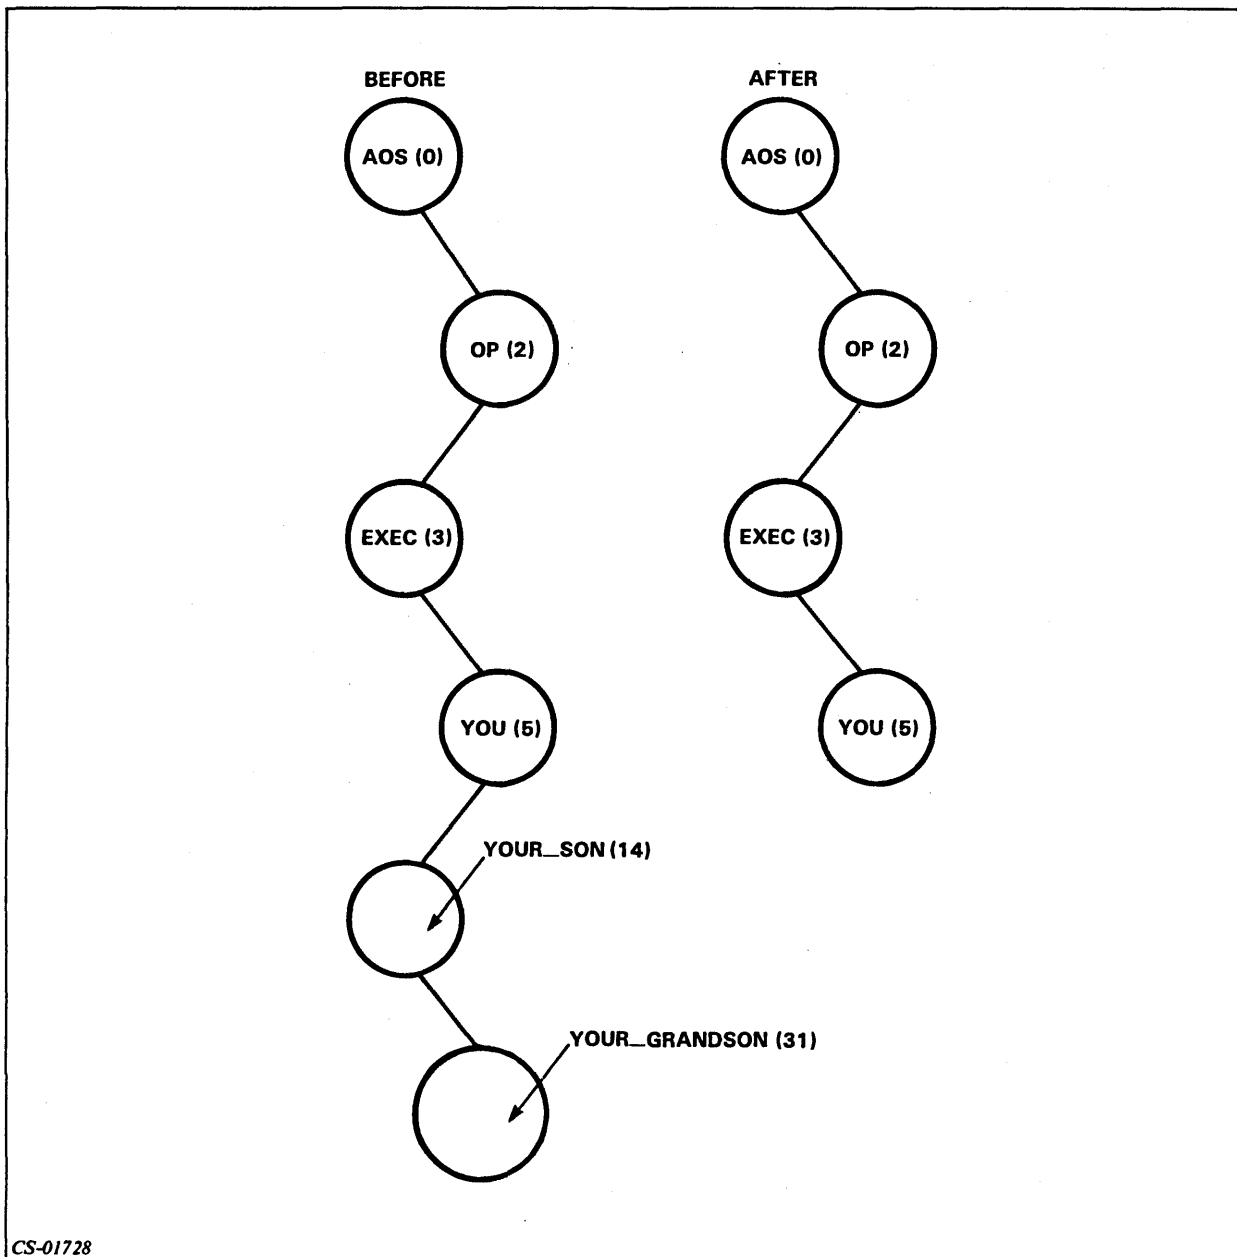 BEFORE
AOS (0)
OP (2)
EXEC (3)
YOU (5)
YOUR_SON (14)
YOUR_GRANDSON (31)
AFTER
AOS (0)
OP (2)
EXEC (3)
YOU (5)
CS-01728